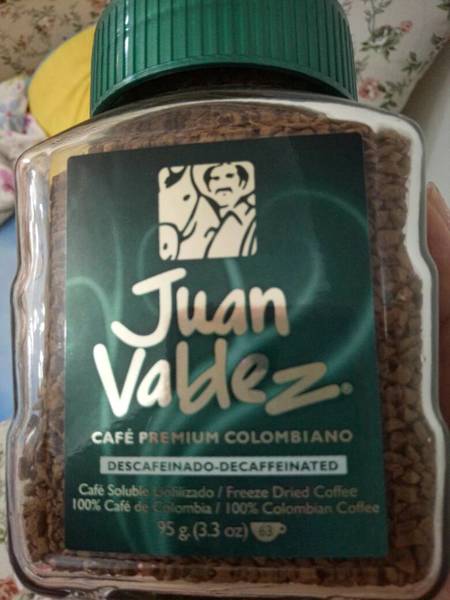 Juan
Valdez®
CAFÉ PREMIUM COLOMBIANO
DESCAFEINADO-DECAFFEINATED
Café Soluble Liofilizado / Freeze Dried Coffee
100% Café de Colombia / 100% Colombian Coffee
95 g. (3.3 oz) 63